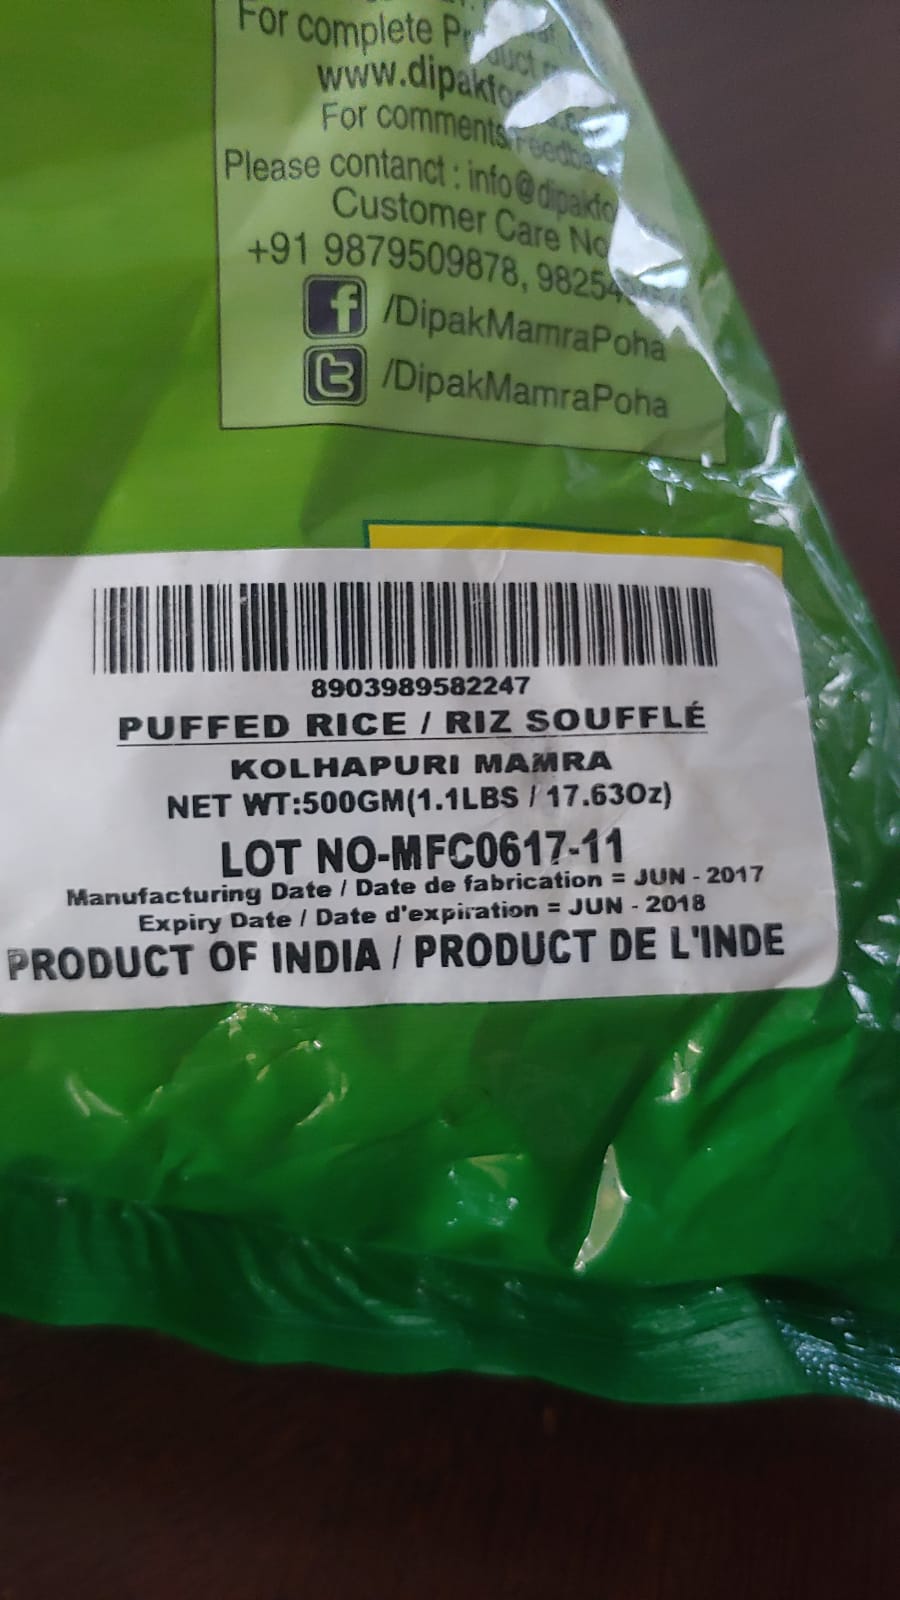 For complete
www.dipakfo
For comments Feedba
Please contanct : info@dipakfo
Customer Care No
+91 9879509878, 98254
f /DipakMamraPoha
t /DipakMamraPoha
8903989582247
PUFFED RICE / RIZ SOUFFLÉ
KOLHAPURI MAMRA
NET WT:500GM(1.1LBS / 17.63Oz)
LOT NO-MFC0617-11
Manufacturing Date / Date de fabrication = JUN - 2017
Expiry Date / Date d'expiration = JUN - 2018
PRODUCT OF INDIA / PRODUCT DE L'INDE